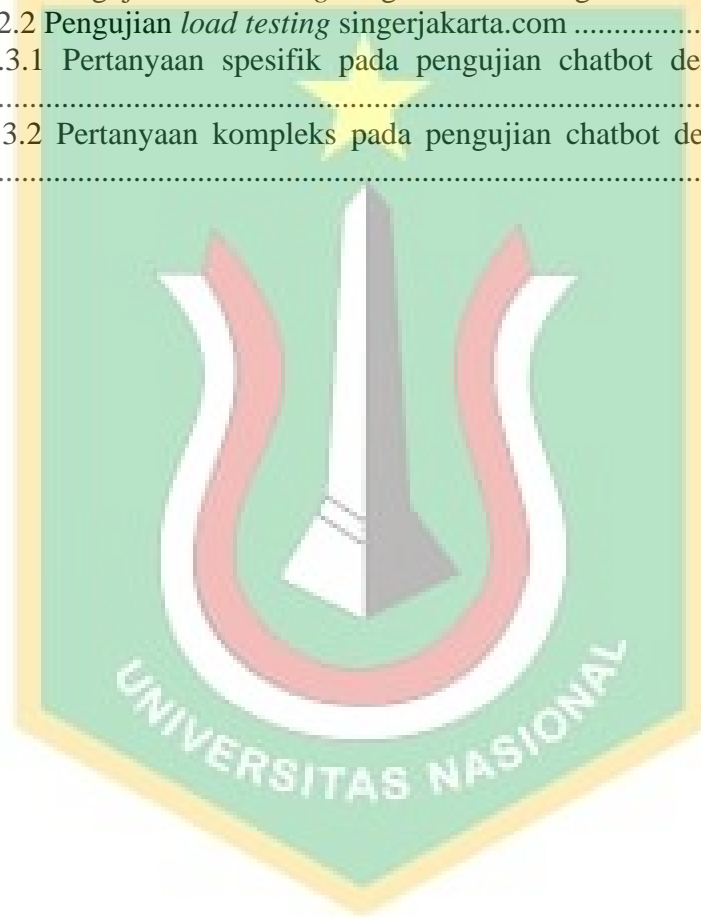 2.2 Pengujian load testing singerjakarta.com ....................
.3.1 Pertanyaan spesifik pada pengujian chatbot de
................................................................................
3.2 Pertanyaan kompleks pada pengujian chatbot de
................................................................................
UNIVERSITAS NASIONAL